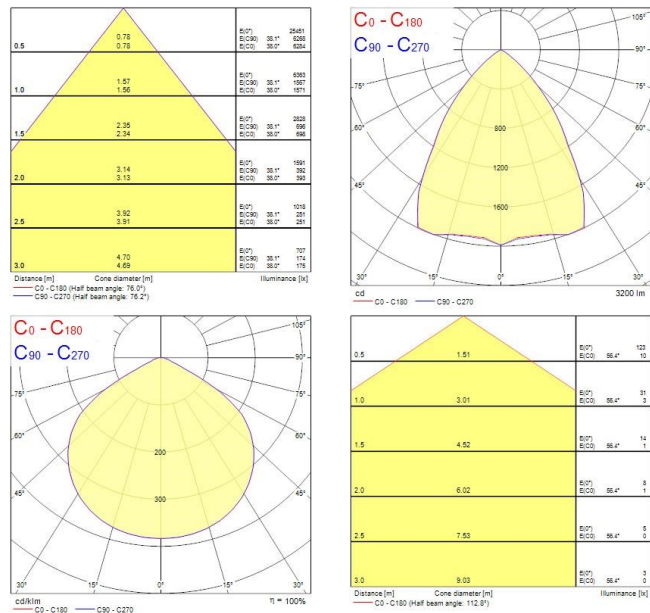 0.5
0.78
0.78
E(0°) 25451
E(C90) 38.1° 6268
E(C0) 38.0° 6284
1.0
1.57
1.56
E(0°) 6363
E(C90) 38.1° 1567
E(C0) 38.0° 1571
1.5
2.35
2.34
E(0°) 2828
E(C90) 38.1° 696
E(C0) 38.0° 698
2.0
3.14
3.13
E(0°) 1591
E(C90) 38.1° 392
E(C0) 38.0° 393
2.5
3.92
3.91
E(0°) 1018
E(C90) 38.1° 251
E(C0) 38.0° 251
3.0
4.70
4.69
E(0°) 707
E(C90) 38.1° 174
E(C0) 38.0° 175
Distance [m] Cone diameter [m] Illuminance [lx]
C0 - C180 (Half beam angle: 76.0°)
C90 - C270 (Half beam angle: 76.2°)
C0 - C180
C90 - C270
105°
90°
75° 75°
60° 60°
45° 45°
800
1200
1600
30° 15° 0° 15° 30°
cd 3200 lm
C0 - C180 C90 - C270
C0 - C180
C90 - C270
105°
90°
75° 75°
60° 60°
45° 45°
200
300
30° 15° 0° 15° 30°
cd/klm η = 100%
C0 - C180 C90 - C270
0.5 1.51
E(0°) 123
E(C0) 56.4° 10
1.0 3.01
E(0°) 31
E(C0) 56.4° 3
1.5 4.52
E(0°) 14
E(C0) 56.4° 1
2.0 6.02
E(0°) 8
E(C0) 56.4° 1
2.5 7.53
E(0°) 5
E(C0) 56.4° 0
3.0 9.03
E(0°) 3
E(C0) 56.4° 0
Distance [m] Cone diameter [m] Illuminance [lx]
C0 - C180 (Half beam angle: 112.8°)